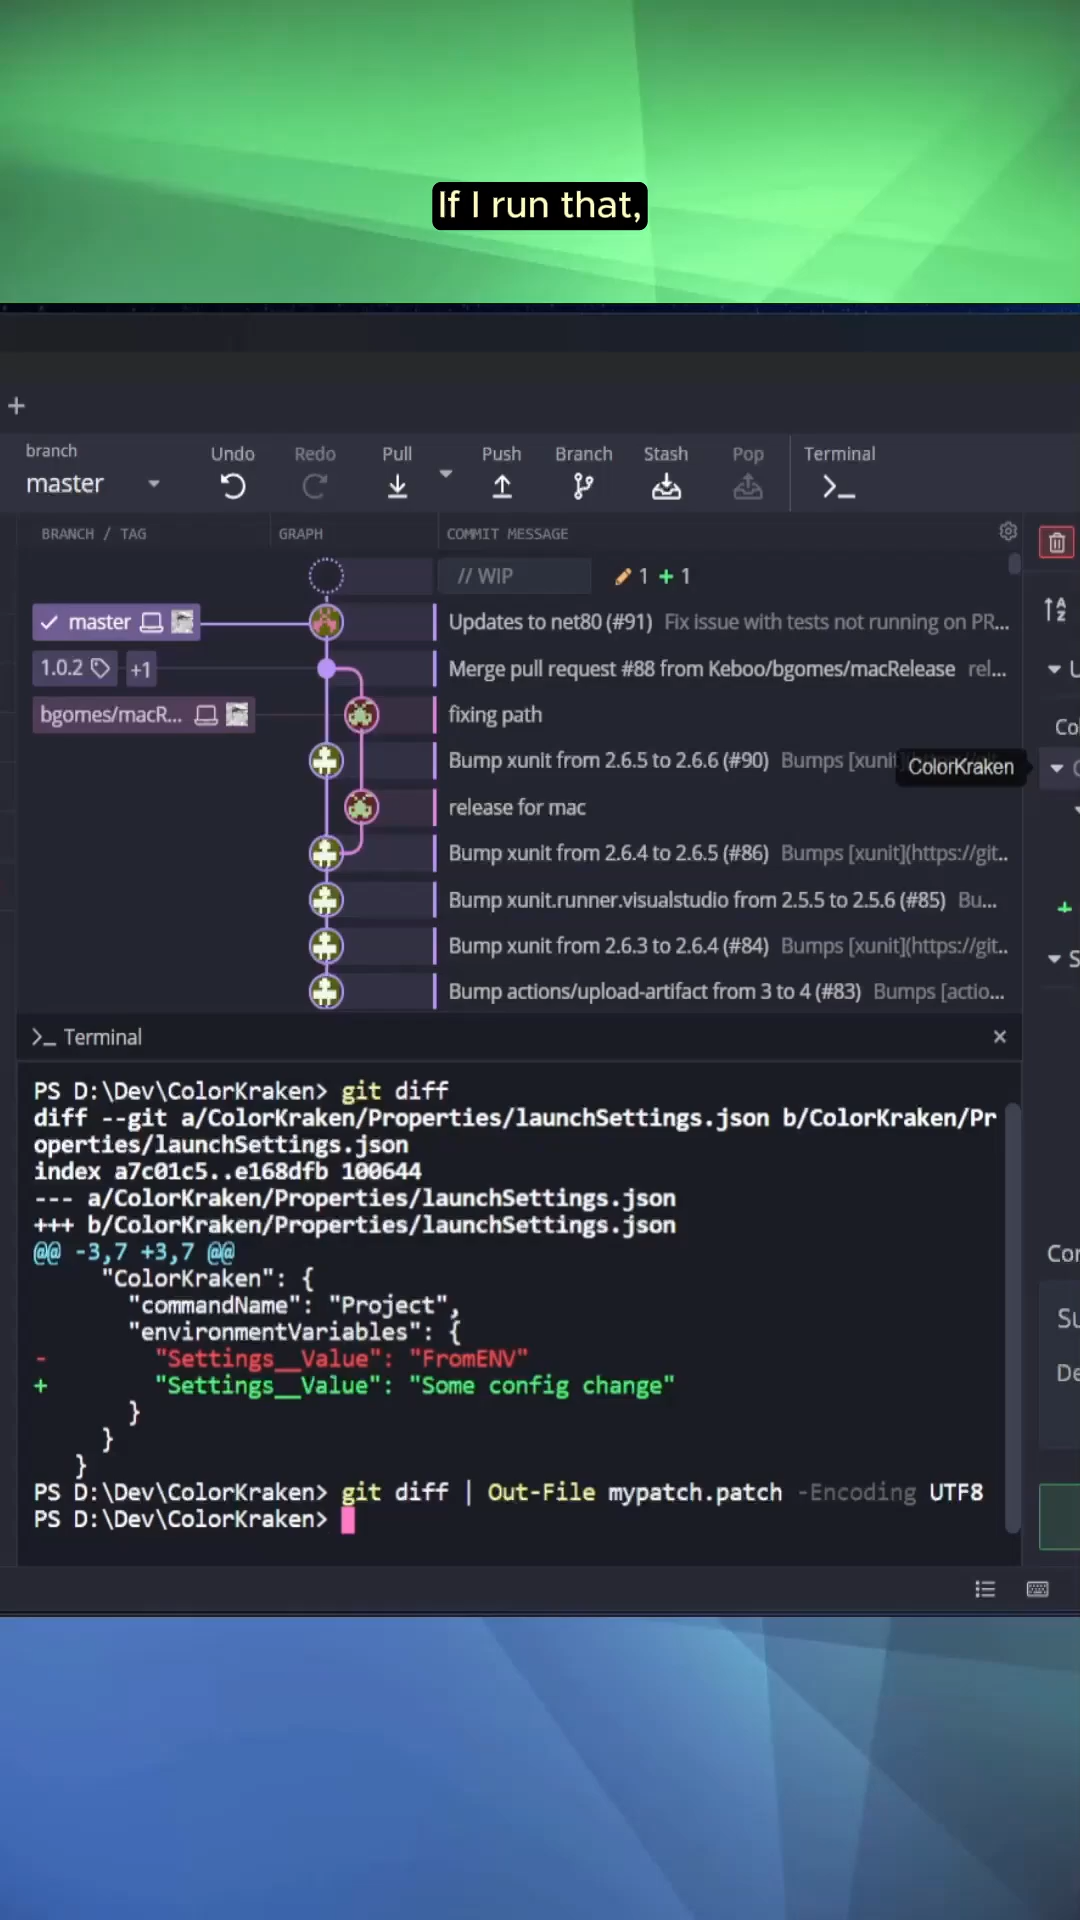 If I run that,
branch
master
Undo
Redo
Pull
Push
Branch
Stash
Pop
Terminal
BRANCH / TAG
GRAPH
COMMIT MESSAGE
// WIP
1
1
master
Updates to net80 (#91) Fix issue with tests not running on PR...
1.0.2
+1
Merge pull request #88 from Keboo/bgomes/macRelease rel...
bgomes/macR...
fixing path
Bump xunit from 2.6.5 to 2.6.6 (#90) Bumps [xunit]
ColorKraken
release for mac
Bump xunit from 2.6.4 to 2.6.5 (#86) Bumps [xunit](https://git..
Bump xunit.runner.visualstudio from 2.5.5 to 2.5.6 (#85) Bu...
Bump xunit from 2.6.3 to 2.6.4 (#84) Bumps [xunit](https://git..
Bump actions/upload-artifact from 3 to 4 (#83) Bumps [actio...
Terminal
PS D:\Dev\ColorKraken> git diff
diff --git a/ColorKraken/Properties/launchSettings.json b/ColorKraken/Pr
operties/launchSettings.json
index a7c01c5..e168dfb 100644
--- a/ColorKraken/Properties/launchSettings.json
+++ b/ColorKraken/Properties/launchSettings.json
@@ -3,7 +3,7 @@
"ColorKraken": {
"commandName": "Project",
"environmentVariables": {
- "Settings__Value": "FromENV"
+ "Settings__Value": "Some config change"
}
}
}
PS D:\Dev\ColorKraken> git diff | Out-File mypatch.patch -Encoding UTF8
PS D:\Dev\ColorKraken>
Co
Su
De